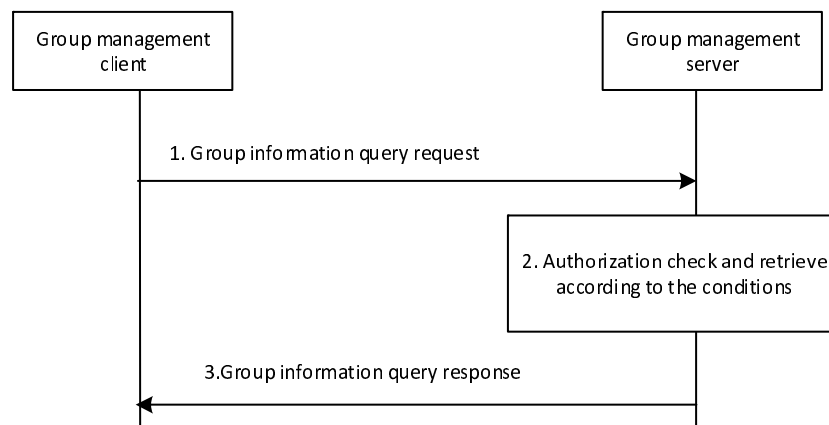 Group management
client
Group management
server
1. Group information query request
2. Authorization check and retrieve
according to the conditions
3.Group information query response